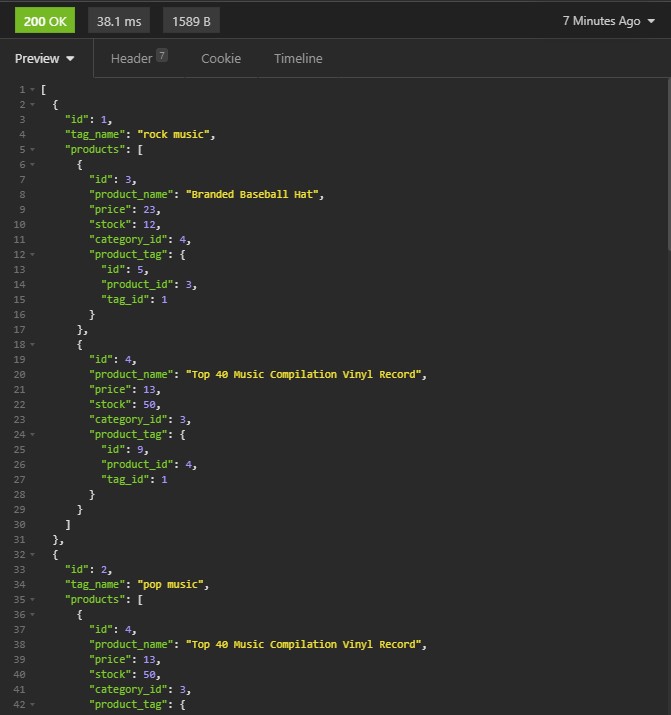 200 OK 38.1 ms 1589 B 7 Minutes Ago
Preview Header 7 Cookie Timeline
1 [
2 {
3 "id": 1,
4 "tag_name": "rock music",
5 "products": [
6 {
7 "id": 3,
8 "product_name": "Branded Baseball Hat",
9 "price": 23,
10 "stock": 12,
11 "category_id": 4,
12 "product_tag": {
13 "id": 5,
14 "product_id": 3,
15 "tag_id": 1
16 }
17 },
18 {
19 "id": 4,
20 "product_name": "Top 40 Music Compilation Vinyl Record",
21 "price": 13,
22 "stock": 50,
23 "category_id": 3,
24 "product_tag": {
25 "id": 9,
26 "product_id": 4,
27 "tag_id": 1
28 }
29 }
30 ]
31 },
32 {
33 "id": 2,
34 "tag_name": "pop music",
35 "products": [
36 {
37 "id": 4,
38 "product_name": "Top 40 Music Compilation Vinyl Record",
39 "price": 13,
40 "stock": 50,
41 "category_id": 3,
42 "product_tag": {